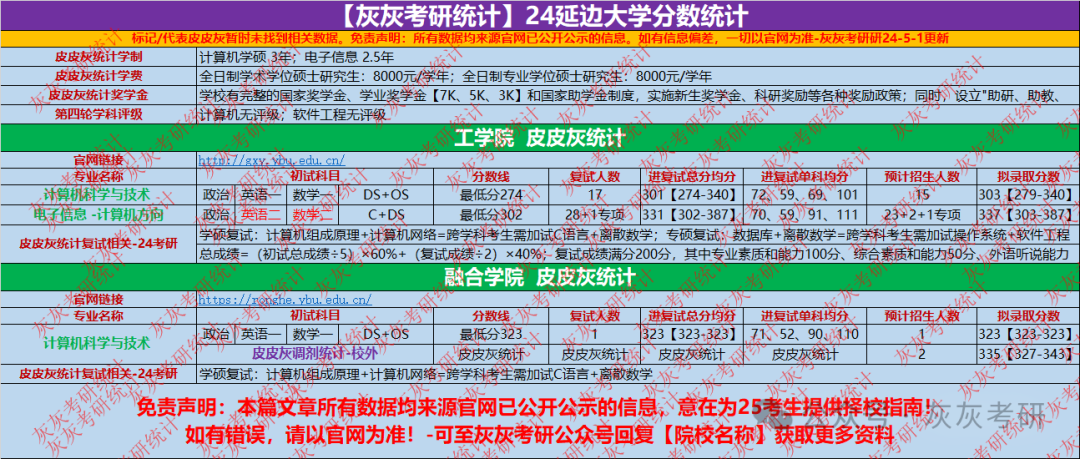 【灰灰考研统计】24延边大学分数统计
标记/代表皮皮灰暂时未找到相关数据。免责声明：所有数据均来源官网已公开公示的信息。如有信息偏差，一切以官网为准-灰灰考研研24-5-1更新
皮皮灰统计学制 计算机学硕 3年；电子信息 2.5年
皮皮灰统计学费 全日制学术学位硕士研究生：8000元/学年；全日制专业学位硕士研究生：8000元/学年
皮皮灰统计奖学金 学校有完整的国家奖学金、学业奖学金【7K、5K、3K】和国家助学金制度，实施新生奖学金、科研奖励等各种奖励政策；同时，设立"助研、助教、
第四轮学科评级 计算机无评级；软件工程无评级
工学院 皮皮灰统计
官网链接 http://gxy.ybu.edu.cn/
专业名称 初试科目 分数线 复试人数 进复试总分均分 进复试单科均分 预计招生人数 拟录取分数
计算机科学与技术 政治 英语一 数学一 DS+OS 最低分274 17 301【274-340】 72、59、69、101 15 303【279-340】
电子信息 -计算机方向 政治 英语二 数学二 C+DS 最低分302 28+1专项 331【302-387】 70、59、91、111 23+2+1专项 337【303-387】
皮皮灰统计复试相关-24考研 学硕复试：计算机组成原理+计算机网络=跨学科考生需加试C语言+离散数学；专硕复试：数据库+离散数学=跨学科考生需加试操作系统+软件工程
总成绩=（初试总成绩÷5）×60%+（复试成绩÷2）×40%；复试成绩满分200分，其中专业素质和能力100分、综合素质和能力50分、外语听说能力
融合学院 皮皮灰统计
官网链接 https://ronghe.ybu.edu.cn/
专业名称 初试科目 分数线 复试人数 进复试总分均分 进复试单科均分 预计招生人数 拟录取分数
计算机科学与技术 政治 英语一 数学一 DS+OS 最低分323 1 323【323-323】 71、52、90、110 1 323【323-323】
皮皮灰调剂统计-校外 皮皮灰统计 皮皮灰统计 皮皮灰统计 皮皮灰统计 2 335【327-343】
皮皮灰统计复试相关-24考研 学硕复试：计算机组成原理+计算机网络=跨学科考生需加试C语言+离散数学
免责声明：本篇文章所有数据均来源官网已公开公示的信息，意在为25考生提供择校指南！
如有错误，请以官网为准！-可至灰灰考研公众号回复【院校名称】获取更多资料
公众号 灰灰考研
灰灰考研统计